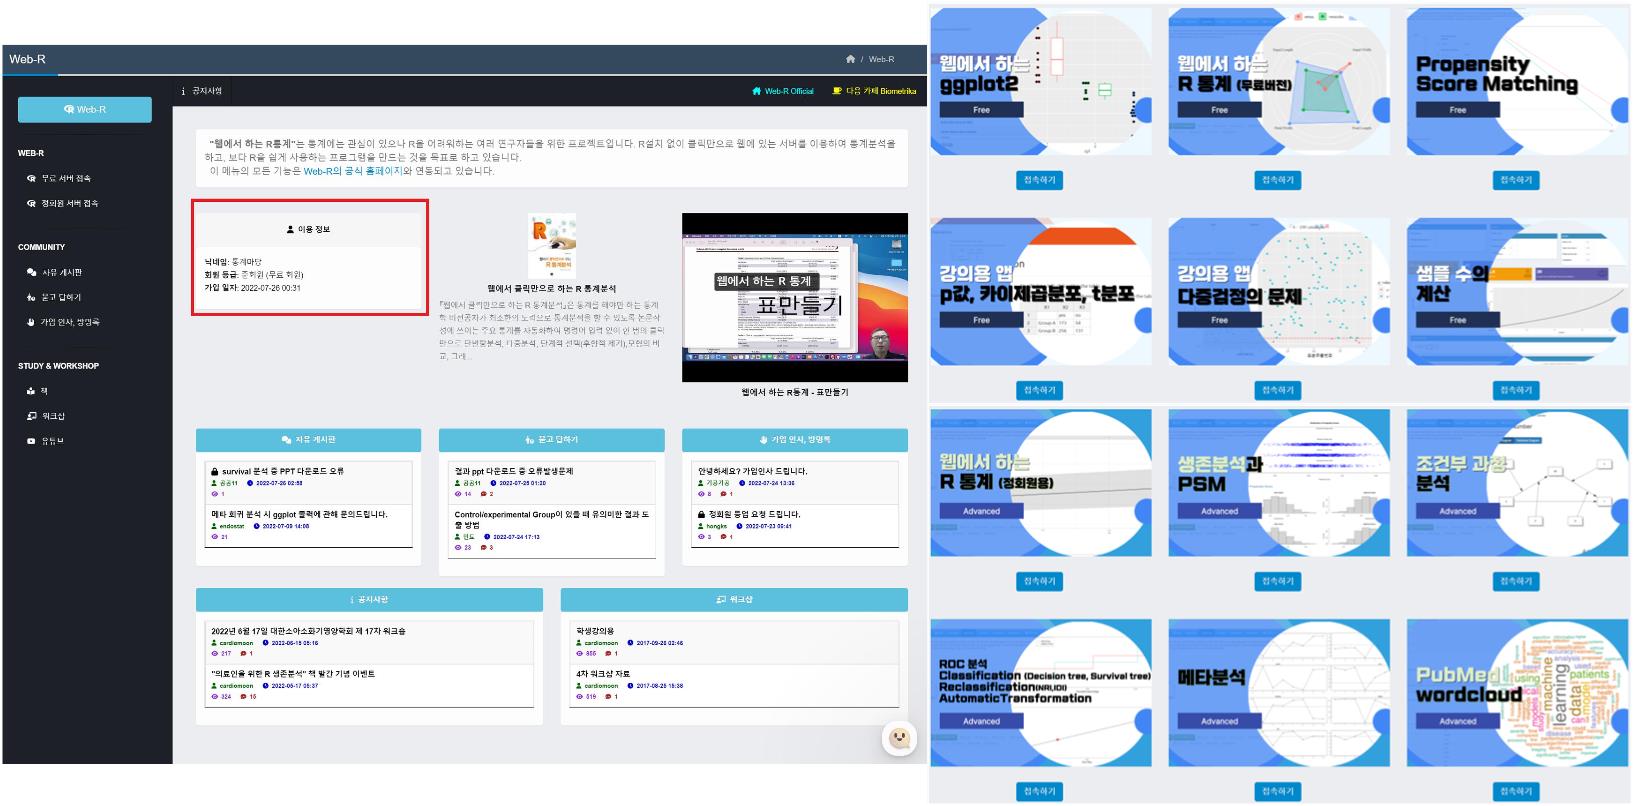 Web-R
/ Web-R
Web-R
WEB-R
무료 서버 접속
정회원 서버 접속
COMMUNITY
자유 게시판
묻고 답하기
가입 인사, 방명록
STUDY & WORKSHOP
책
워크샵
유튜브
공지사항
Web-R Official
다음 카페 Biometrika
"웹에서 하는 R통계"는 통계에는 관심이 있으나 R을 어려워하는 여러 연구자들을 위한 프로젝트입니다. R설치 없이 클릭만으로 웹에 있는 서버를 이용하여 통계분석을
하고, 보다 R을 쉽게 사용하는 프로그램을 만드는 것을 목표로 하고 있습니다.
이 메뉴의 모든 기능은 Web-R의 공식 홈페이지와 연동되고 있습니다.
이용 정보
닉네임: 통계마당
회원 등급: 준회원 (무료 회원)
가입 일자: 2022-07-26 00:31
웹에서 클릭만으로 하는 R 통계분석
『웹에서 클릭만으로 하는 R 통계분석』은 통계를 해야만 하는 통계
학 비전공자가 최소한의 노력으로 통계분석을 할 수 있도록 논문작
성에 쓰이는 주요 통계를 자동화하여 명령어 입력 없이 한 번의 클릭
만으로 단변량분석, 다중분석, 단계적 선택(후향적 제거),모형의 비
교, 그래...
웹에서 하는 R 통계
표만들기
웹에서 하는 R통계 - 표만들기
자유 게시판
survival 분석 중 PPT 다운로드 오류
공공11 2022-07-26 02:58
1
메타 회귀 분석 시 ggplot 출력에 관해 문의드립니다.
endostat 2022-07-09 14:08
21
묻고 답하기
결과 ppt 다운로드 중 오류발생문제
공공11 2022-07-25 01:20
14 2
Control/experimental Group이 있을 때 유의미한 결과 도
출 방법
민도 2022-07-24 17:13
23 3
가입 인사, 방명록
안녕하세요? 가입인사 드립니다.
기공기공 2022-07-24 13:36
8 1
정회원 등업 요청 드립니다.
hongks 2022-07-23 09:41
3 1
공지사항
2022년 6월 17일 대한소아소화기영양학회 제 17차 워크숍
cardiomoon 2022-06-15 05:16
217 1
"의료인을 위한 R 생존분석" 책 발간 기념 이벤트
cardiomoon 2022-05-17 05:37
324 15
워크샵
학생강의용
cardiomoon 2017-09-26 02:46
855 1
4차 워크샵 자료
cardiomoon 2017-08-25 15:38
519 1
웹에서 하는
ggplot2
Free
접속하기
웹에서 하는
R 통계 (무료버전)
Free
접속하기
Propensity
Score Matching
Free
접속하기
강의용 앱
p값, 카이제곱분포, t분포
Free
접속하기
강의용 앱
다중검정의 문제
Free
접속하기
샘플 수의
계산
Free
접속하기
웹에서 하는
R 통계 (정회원용)
Advanced
접속하기
생존분석과
PSM
Advanced
접속하기
조건부 과정
분석
Advanced
접속하기
ROC 분석
Classification (Decision tree, Survival tree)
Reclassification(NRI,IDI)
AutomaticTransformation
Advanced
접속하기
메타분석
Advanced
접속하기
PubMed
wordcloud
Advanced
접속하기